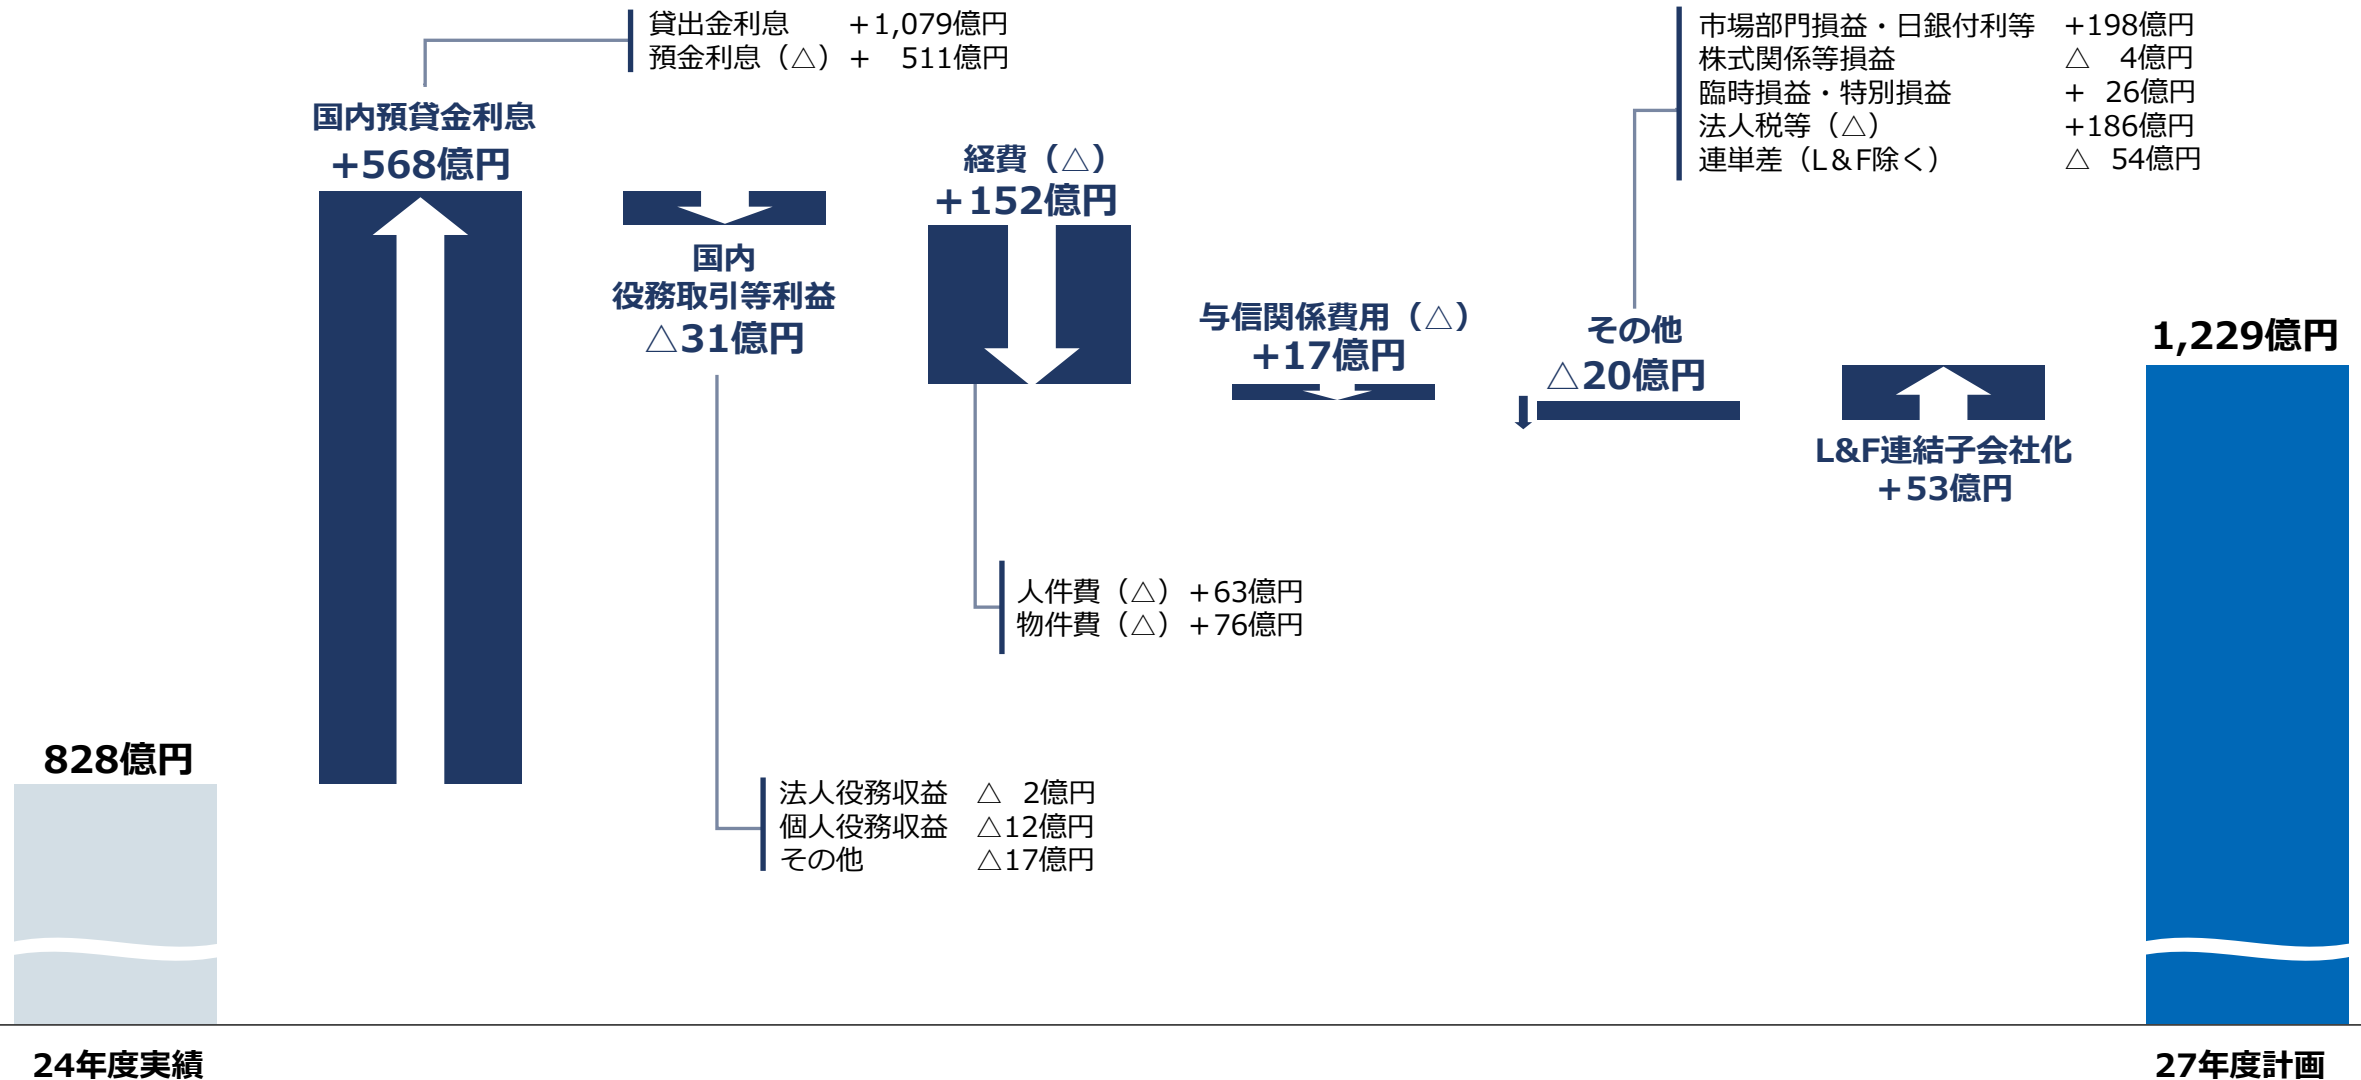 貸出金利息 +1,079億円
預金利息（△）+ 511億円
国内預貸金利息
+568億円
国内
役務取引等利益
△31億円
経費（△）
+152億円
与信関係費用（△）
+17億円
市場部門損益・日銀付利等 +198億円
株式関係等損益 △ 4億円
臨時損益・特別損益 + 26億円
法人税等（△） +186億円
連単差（L&F除く） △ 54億円
その他
△20億円
L&F連結子会社化
+53億円
1,229億円
人件費（△）+63億円
物件費（△）+76億円
828億円
法人役務収益 △ 2億円
個人役務収益 △12億円
その他 △17億円
24年度実績
27年度計画